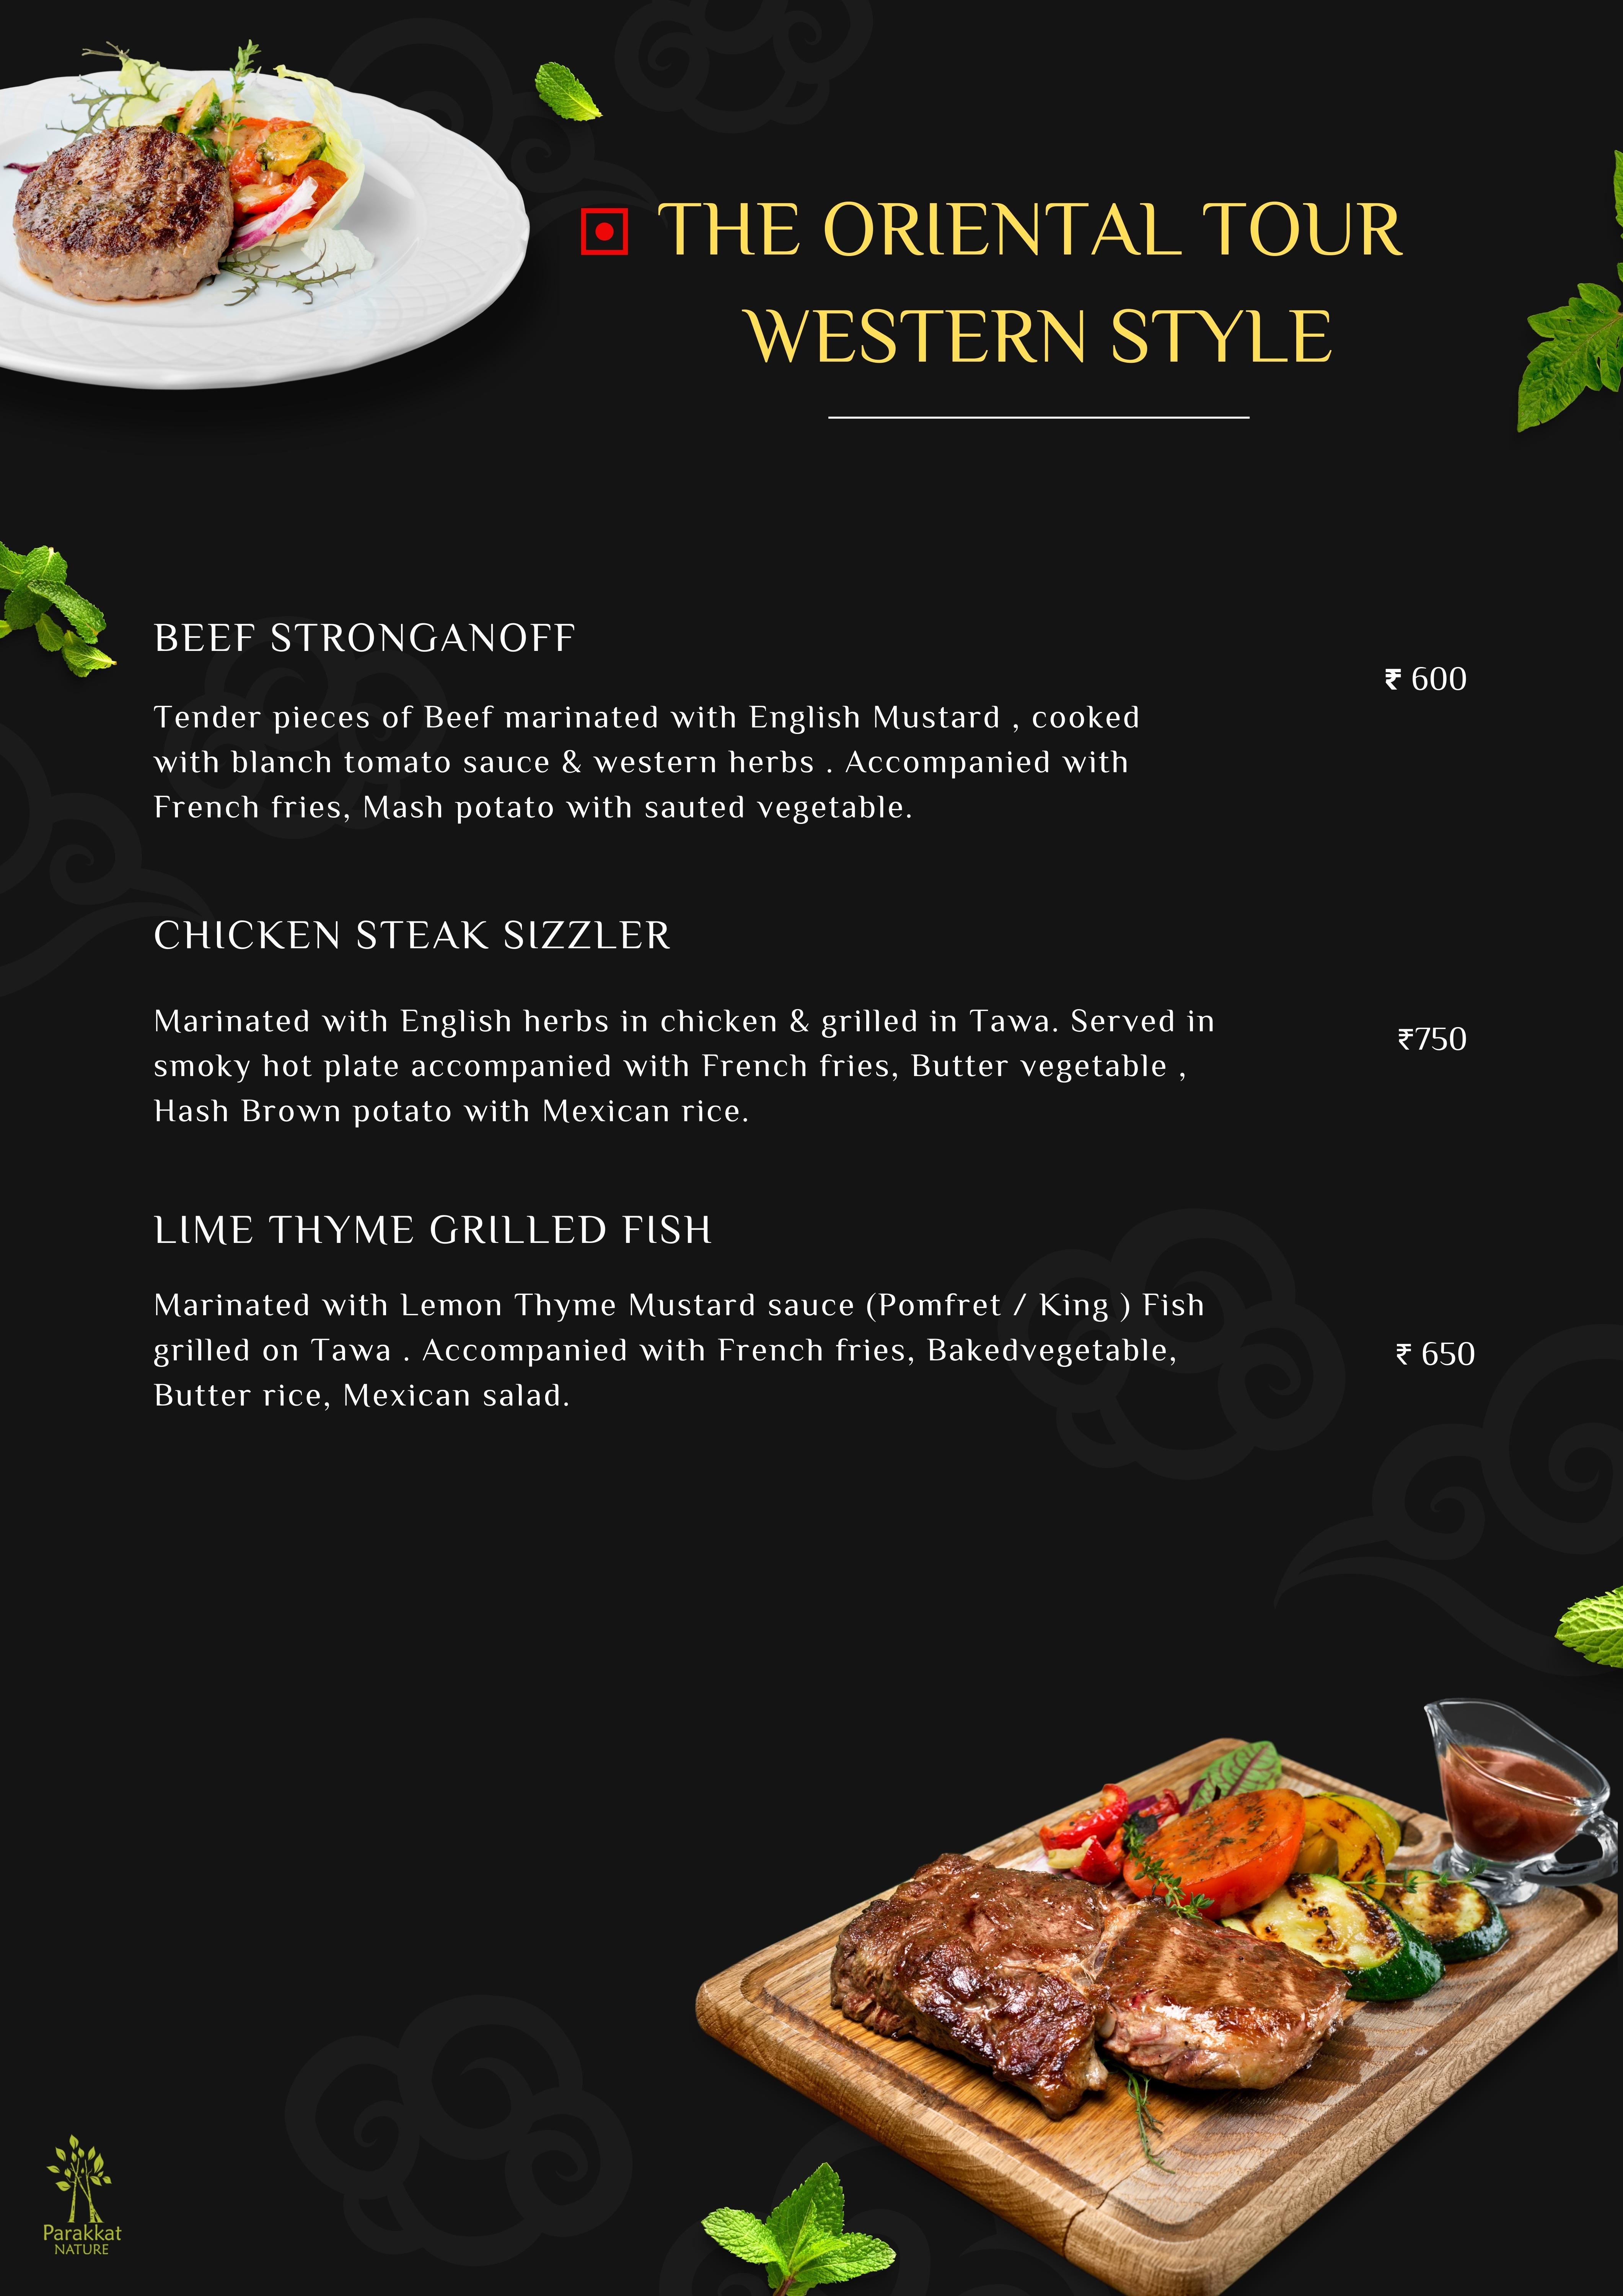 THE ORIENTAL TOUR
WESTERN STYLE
BEEF STRONGANOFF
₹ 600
Tender pieces of Beef marinated with English Mustard , cooked
with blanch tomato sauce & western herbs . Accompanied with
French fries, Mash potato with sauted vegetable.
CHICKEN STEAK SIZZLER
Marinated with English herbs in chicken & grilled in Tawa. Served in
smoky hot plate accompanied with French fries, Butter vegetable ,
Hash Brown potato with Mexican rice.
₹750
LIME THYME GRILLED FISH
Marinated with Lemon Thyme Mustard sauce (Pomfret / King ) Fish
grilled on Tawa . Accompanied with French fries, Bakedvegetable,
Butter rice, Mexican salad.
₹ 650
Parakkat
NATURE